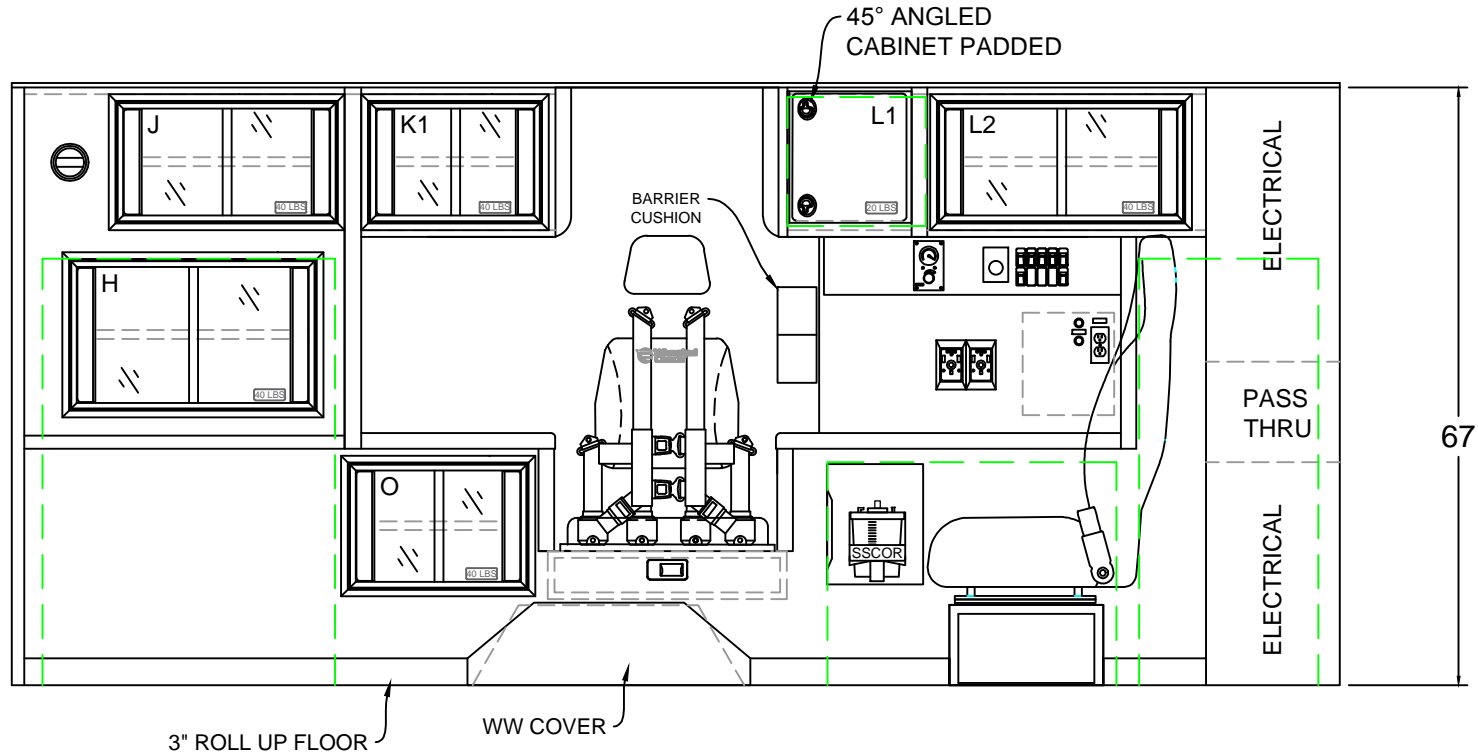 45° ANGLED
CABINET PADDED
J
K1
L1
L2
40 LBS
40 LBS
20 LBS
40 LBS
ELECTRICAL
BARRIER
CUSHION
H
40 LBS
PASS
THRU
67
O
40 LBS
SSCOR
ELECTRICAL
3" ROLL UP FLOOR
WW COVER